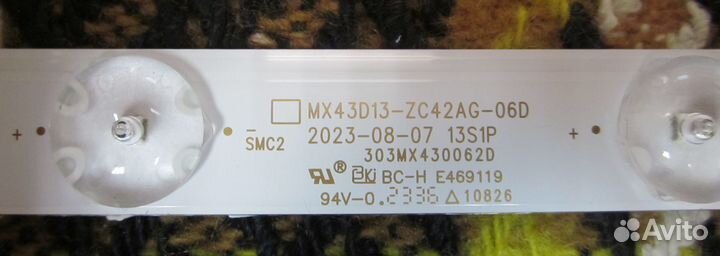 MX43D13-ZC42AG-06D
SMC2
2023-08-07 13S1P
303MX430062D
BC-H E469119
94V-0 2336 △10826
Avito